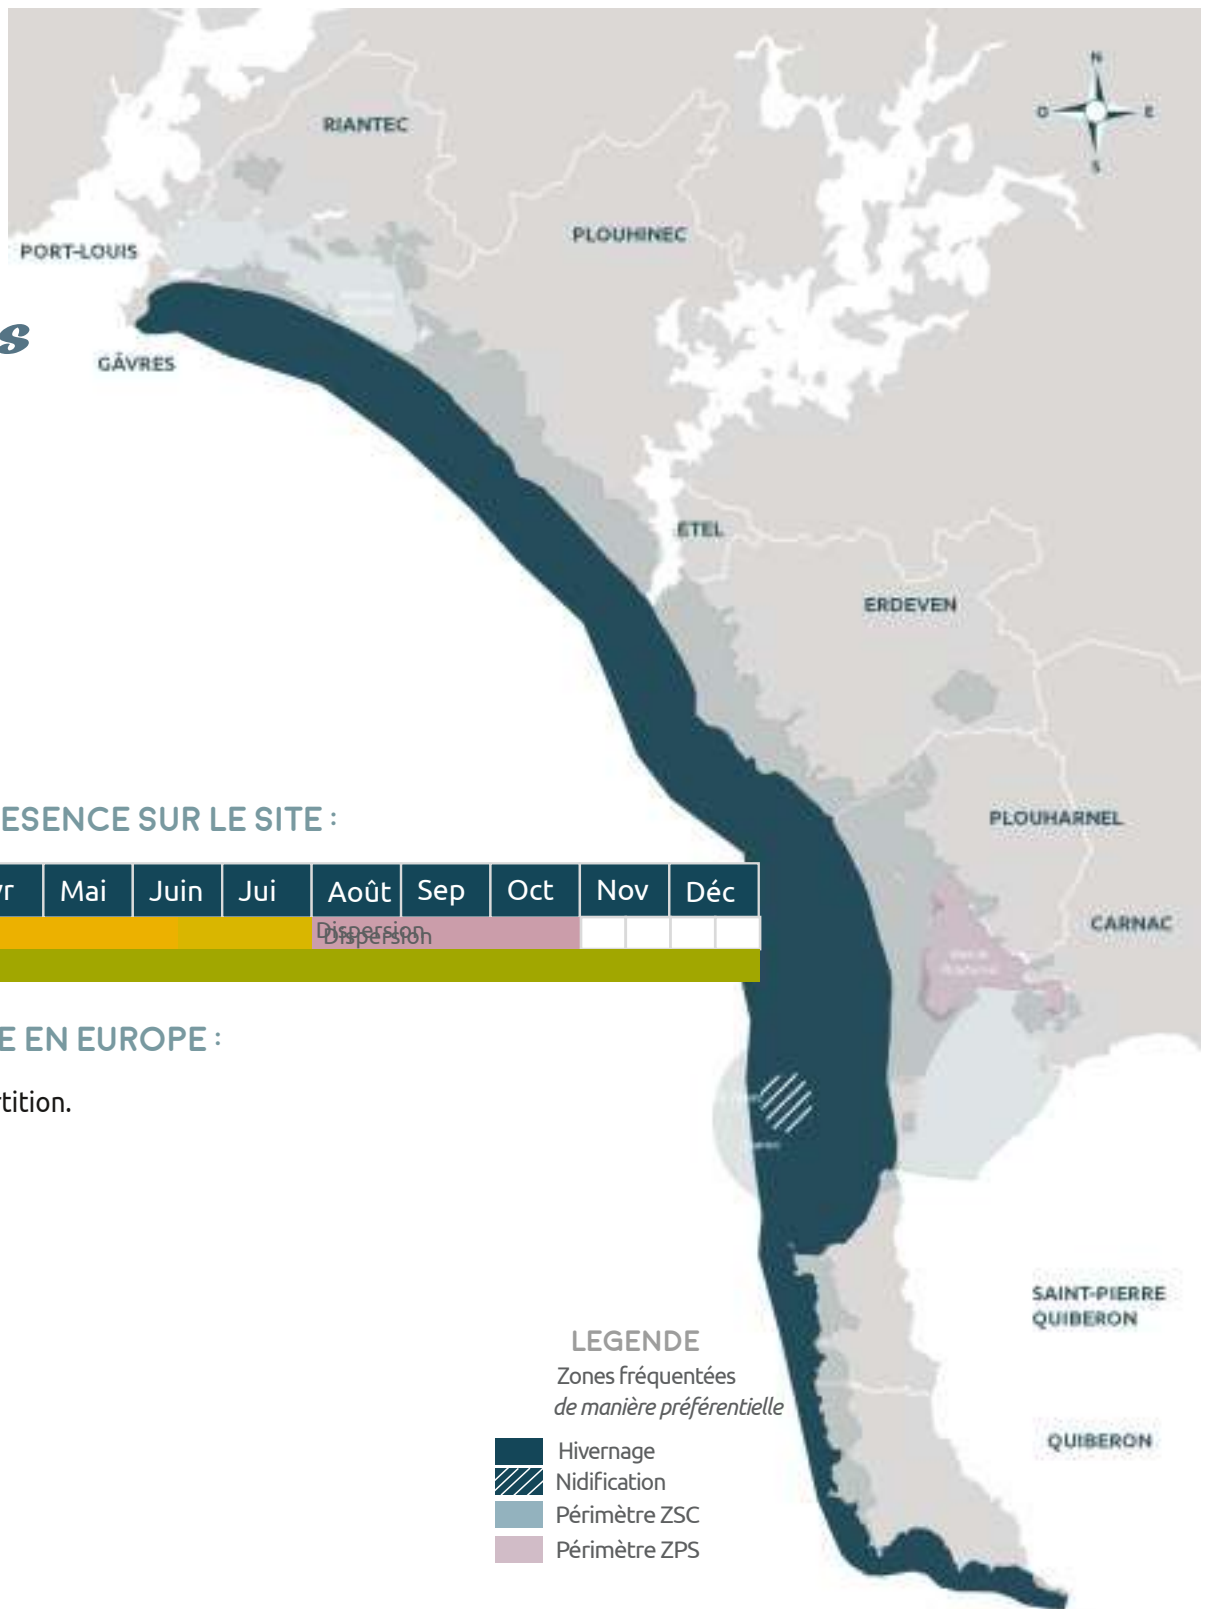 N
O E
S
RIANTEC
PLOUHINEC
PORT-LOUIS
s
GÂVRES
ETEL
ERDEVEN
ESENCE SUR LE SITE :
PLOUHARNEL
vr Mai Juin Jui Août Sep Oct Nov Déc
CARNAC
Dispersion
Dispersion
E EN EUROPE :
tition.
SAINT-PIERRE
QUIBERON
LEGENDE
Zones fréquentées
de manière préférentielle
QUIBERON
Hivernage
Nidification
Périmètre ZSC
Périmètre ZPS